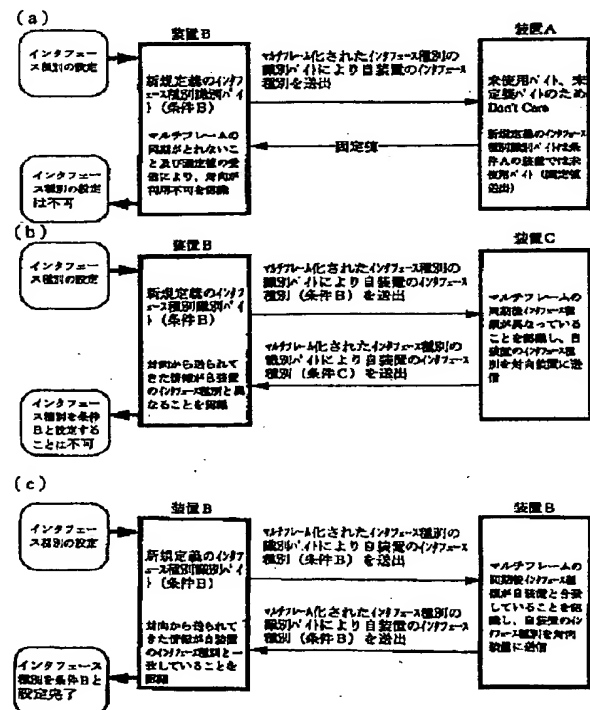 (a)
装置B
装置A
インタフェー
ス種別の設定
新規定義のインタフ
ェース種別識別バイト
(条件B)
マルチフレームの
同期がとれないこ
と及び固定値の受
信により、対向が
利用不可を認識
マルチフレーム化されたインタフェース種別の
識別バイトにより自装置のインタフェース
種別を送出
固定値
未使用バイト、未
定義バイトのため
Don't Care
新規定義のインタフェース
種別識別バイトは条
件Aの装置では未
使用バイト(固定値
送出)
インタフェー
ス種別の設定
は不可
(b)
装置B
装置C
インタフェー
ス種別の設定
新規定義のインタフ
ェース種別識別バイト
(条件B)
対向から送られて
きた情報が自装置
のインタフェース種別と異
なることを認識
マルチフレーム化されたインタフェース種別の
識別バイトにより自装置のインタフェース
種別(条件B)を送出
マルチフレーム化されたインタフェース種別の
識別バイトにより自装置のインタフェース
種別(条件C)を送出
マルチフレームの
同期後インタフェース種
別が異なっている
ことを認識し、自
装置のインタフェース種
別を対向装置に送
信
インタフェー
ス種別を条件
Bと設定する
ことは不可
(c)
装置B
装置B
インタフェー
ス種別の設定
新規定義のインタフ
ェース種別識別バイト
(条件B)
対向から送られて
きた情報が自装置
のインタフェース種別と一
致していることを
認識
マルチフレーム化されたインタフェース種別の
識別バイトにより自装置のインタフェース
種別(条件B)を送出
マルチフレーム化されたインタフェース種別の
識別バイトにより自装置のインタフェース
種別(条件B)を送出
マルチフレームの
同期後インタフェース種
別が自装置と合致
していることを認
識し、自装置のイン
タフェース種別を対向
装置に送信
インタフェース
種別を条件Bと
設定完了